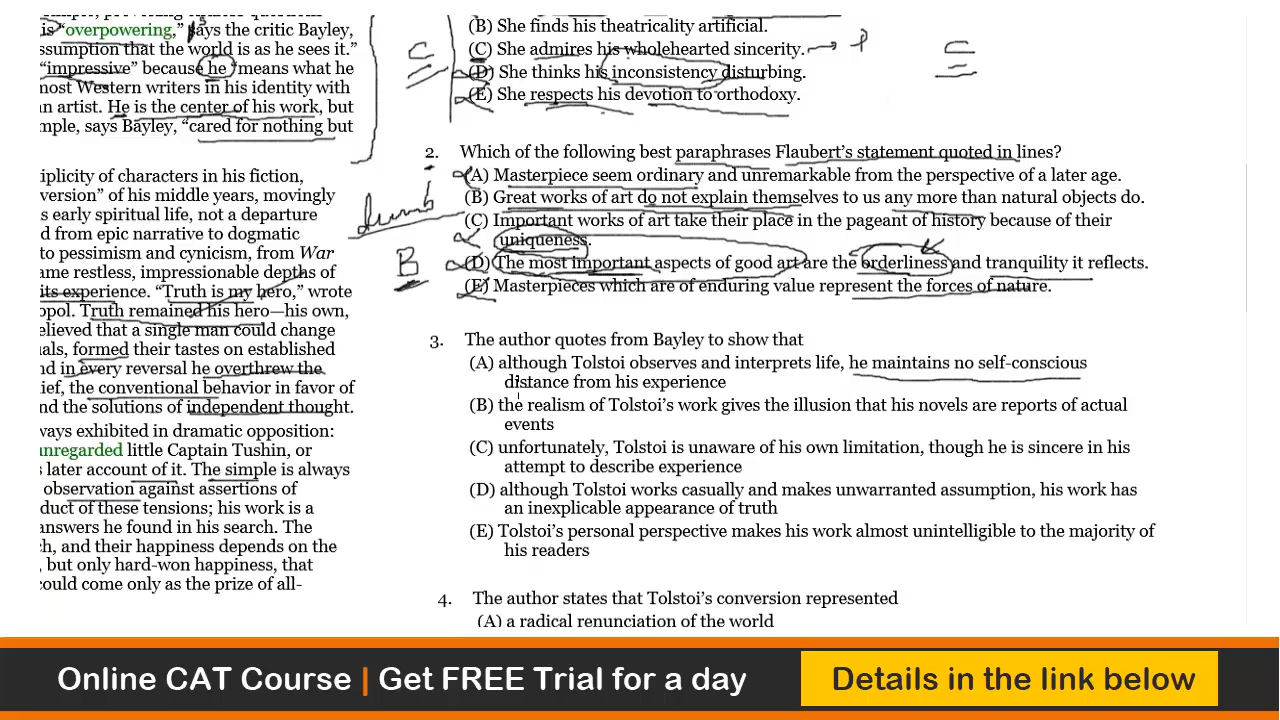 is “overpowering,” says the critic Bayley,
ssumption that the world is as he sees it.”
“impressive” because he “means what he
nost Western writers in his identity with
n artist. He is the center of his work, but
mple, says Bayley, “cared for nothing but
iplicity of characters in his fiction,
version” of his middle years, movingly
s early spiritual life, not a departure
d from epic narrative to dogmatic
to pessimism and cynicism, from War
ame restless, impressionable depths of
its experience. “Truth is my hero,” wrote
opol. Truth remained his hero—his own,
elieved that a single man could change
als, formed their tastes on established
nd in every reversal he overthrew the
ief, the conventional behavior in favor of
nd the solutions of independent thought.
ways exhibited in dramatic opposition:
unregarded little Captain Tushin, or
s later account of it. The simple is always
observation against assertions of
duct of these tensions; his work is a
answers he found in his search. The
ch, and their happiness depends on the
, but only hard-won happiness, that
could come only as the prize of all-
C
dumb
B
(B) She finds his theatricality artificial.
(C) She admires his wholehearted sincerity.
(D) She thinks his inconsistency disturbing.
(E) She respects his devotion to orthodoxy.
C
2. Which of the following best paraphrases Flaubert’s statement quoted in lines?
(A) Masterpiece seem ordinary and unremarkable from the perspective of a later age.
(B) Great works of art do not explain themselves to us any more than natural objects do.
(C) Important works of art take their place in the pageant of history because of their
uniqueness.
(D) The most important aspects of good art are the orderliness and tranquility it reflects.
(E) Masterpieces which are of enduring value represent the forces of nature.
3. The author quotes from Bayley to show that
(A) although Tolstoi observes and interprets life, he maintains no self-conscious
distance from his experience
(B) the realism of Tolstoi’s work gives the illusion that his novels are reports of actual
events
(C) unfortunately, Tolstoi is unaware of his own limitation, though he is sincere in his
attempt to describe experience
(D) although Tolstoi works casually and makes unwarranted assumption, his work has
an inexplicable appearance of truth
(E) Tolstoi’s personal perspective makes his work almost unintelligible to the majority of
his readers
4. The author states that Tolstoi’s conversion represented
(A) a radical renunciation of the world
Online CAT Course | Get FREE Trial for a day
Details in the link below